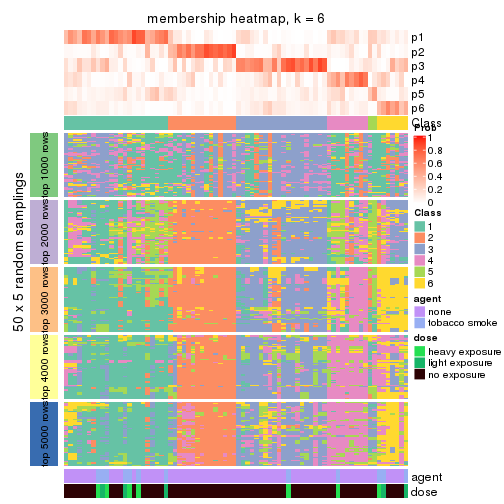 membership heatmap, k = 6
p1
p2
p3
p4
p5
p6
Class
Prob
1
0.8
0.6
0.4
0.2
0
Class
1
2
3
4
5
6
agent
none
tobacco smoke
dose
heavy exposure
light exposure
no exposure
50 x 5 random samplings
top 1000 rows
top 2000 rows
top 3000 rows
top 4000 rows
top 5000 rows
agent
dose